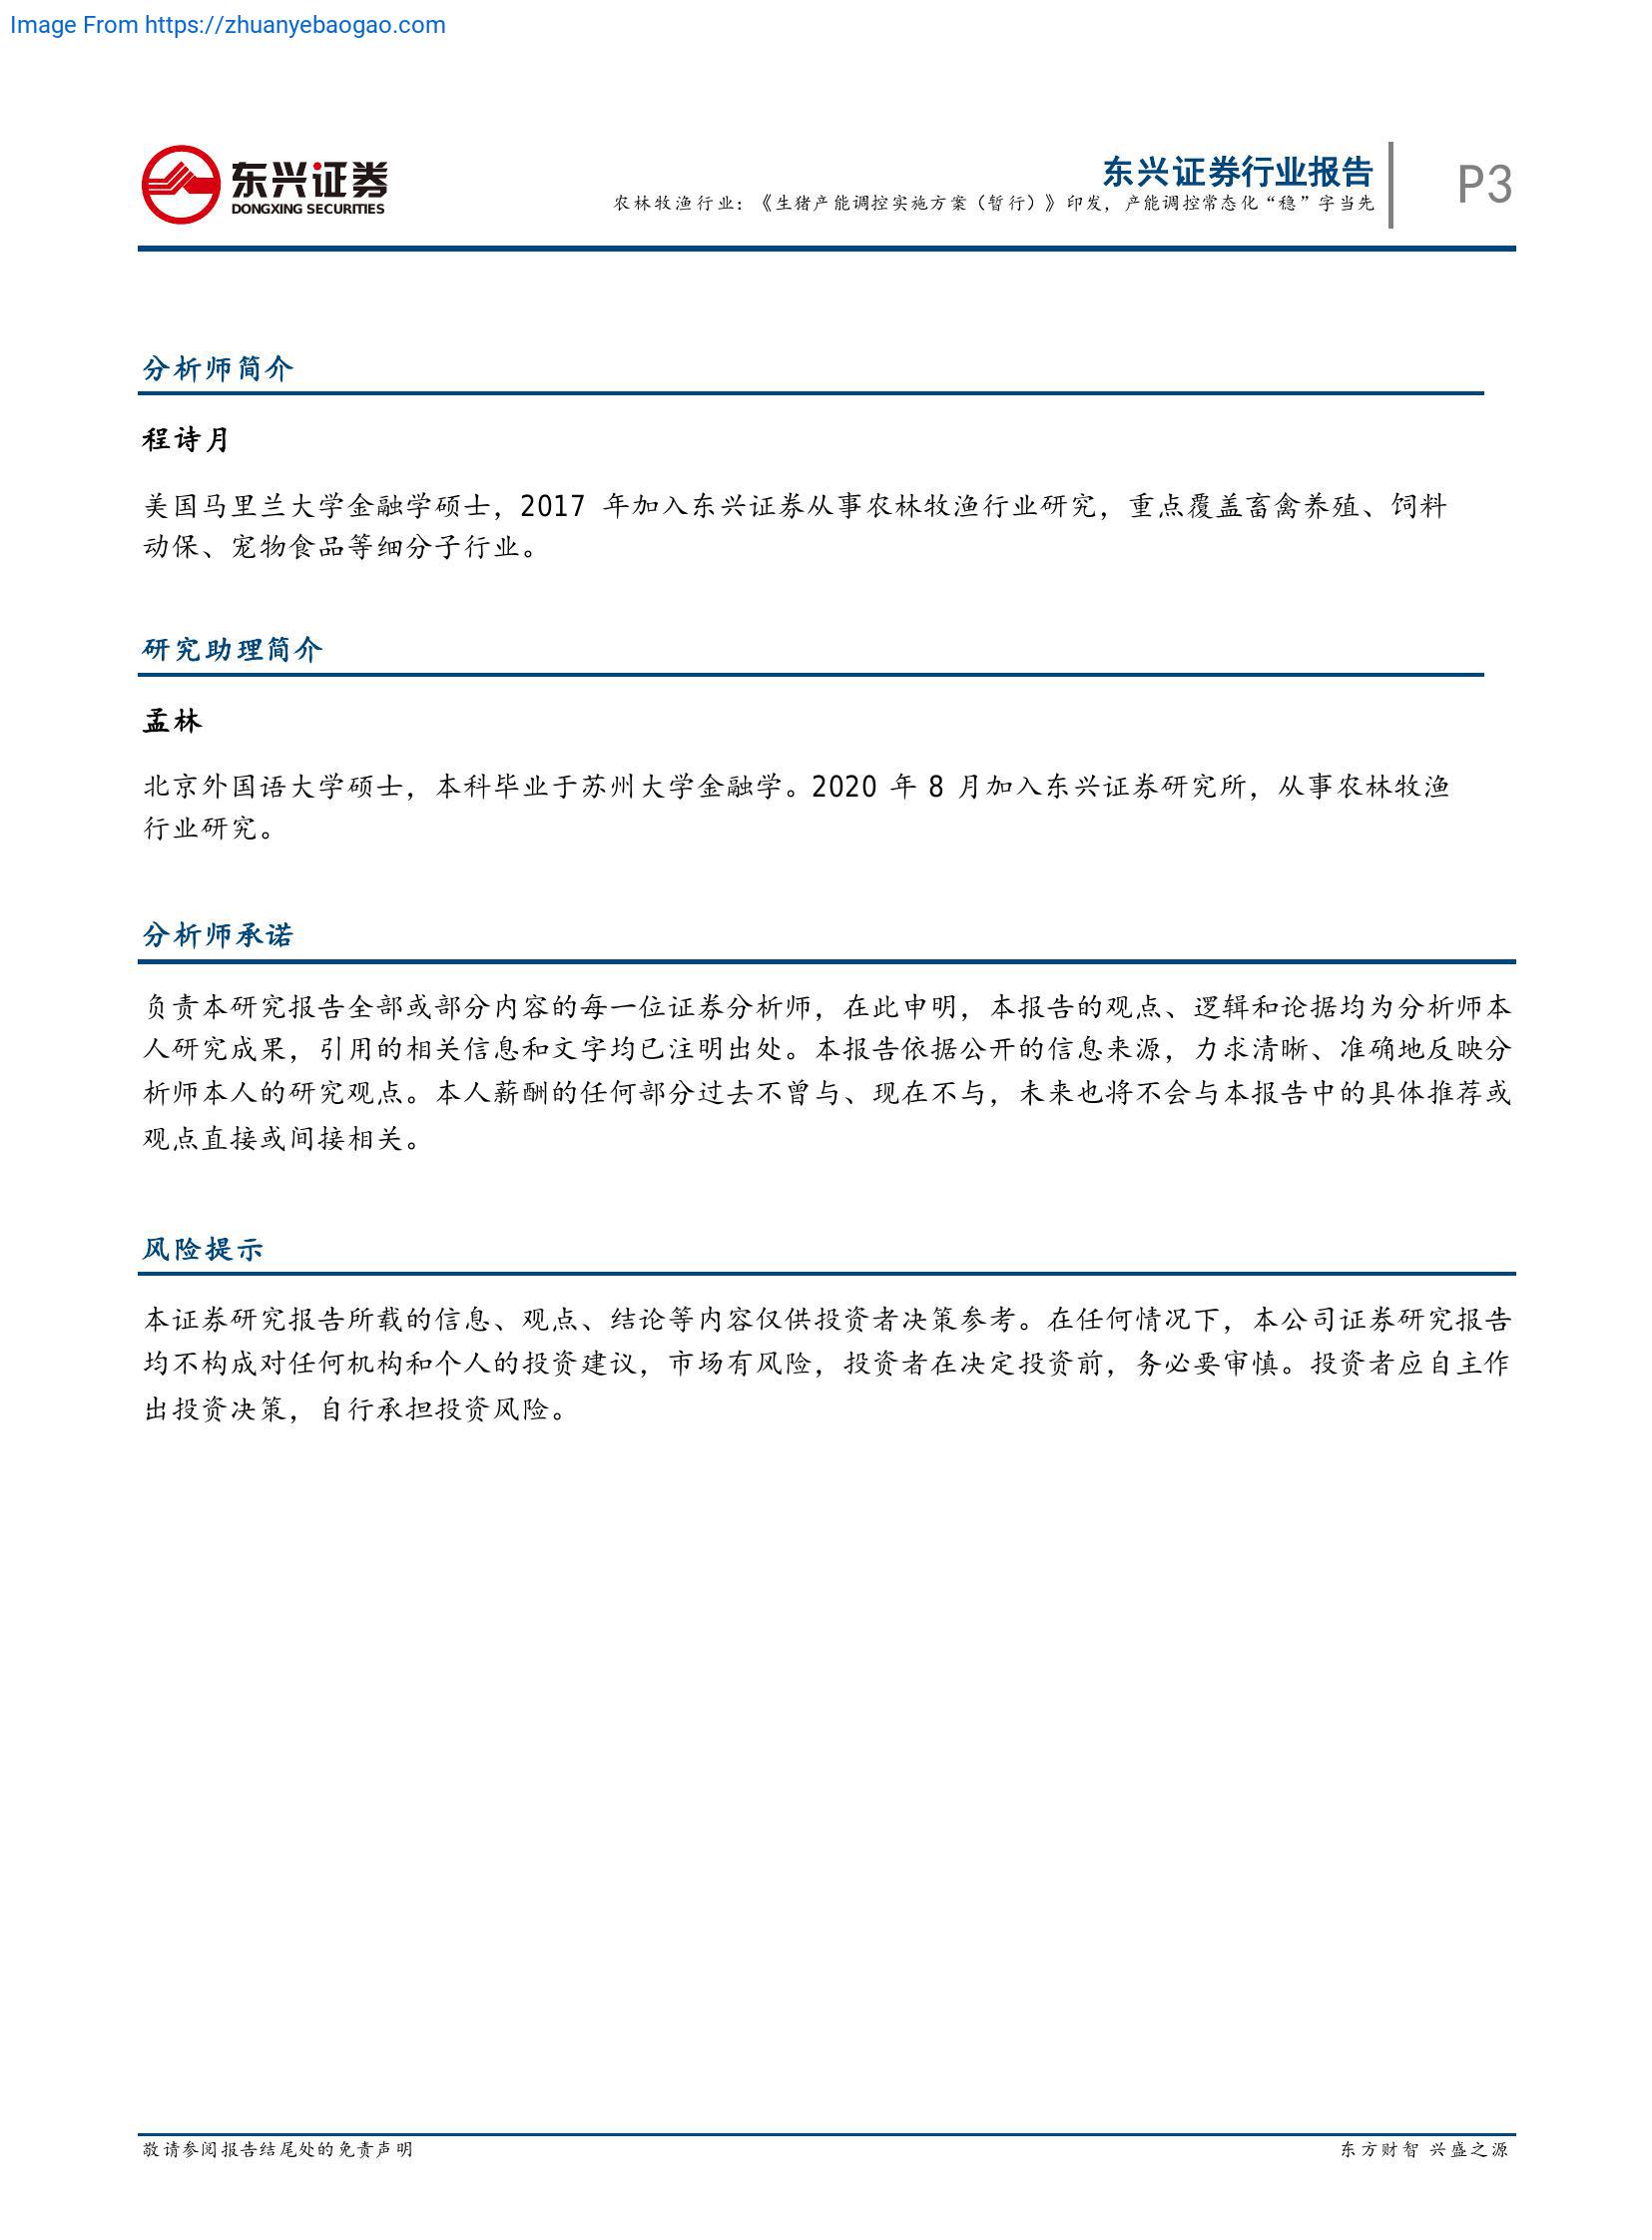 Image From https://zhuanyebaogao.com
东兴证券
DONGXING SECURITIES
东兴证券行业报告
农林牧渔行业：《生猪产能调控实施方案（暂行）》印发，产能调控常态化“稳”字当先
P3
分析师简介
程诗月
美国马里兰大学金融学硕士，2017 年加入东兴证券从事农林牧渔行业研究，重点覆盖畜禽养殖、饲料
动保、宠物食品等细分子行业。
研究助理简介
孟林
北京外国语大学硕士，本科毕业于苏州大学金融学。2020 年 8 月加入东兴证券研究所，从事农林牧渔
行业研究。
分析师承诺
负责本研究报告全部或部分内容的每一位证券分析师，在此申明，本报告的观点、逻辑和论据均为分析师本
人研究成果，引用的相关信息和文字均已注明出处。本报告依据公开的信息来源，力求清晰、准确地反映分
析师本人的研究观点。本人薪酬的任何部分过去不曾与、现在不与，未来也将不会与本报告中的具体推荐或
观点直接或间接相关。
风险提示
本证券研究报告所载的信息、观点、结论等内容仅供投资者决策参考。在任何情况下，本公司证券研究报告
均不构成对任何机构和个人的投资建议，市场有风险，投资者在决定投资前，务必要审慎。投资者应自主作
出投资决策，自行承担投资风险。
敬请参阅报告结尾处的免责声明
东方财智 兴盛之源